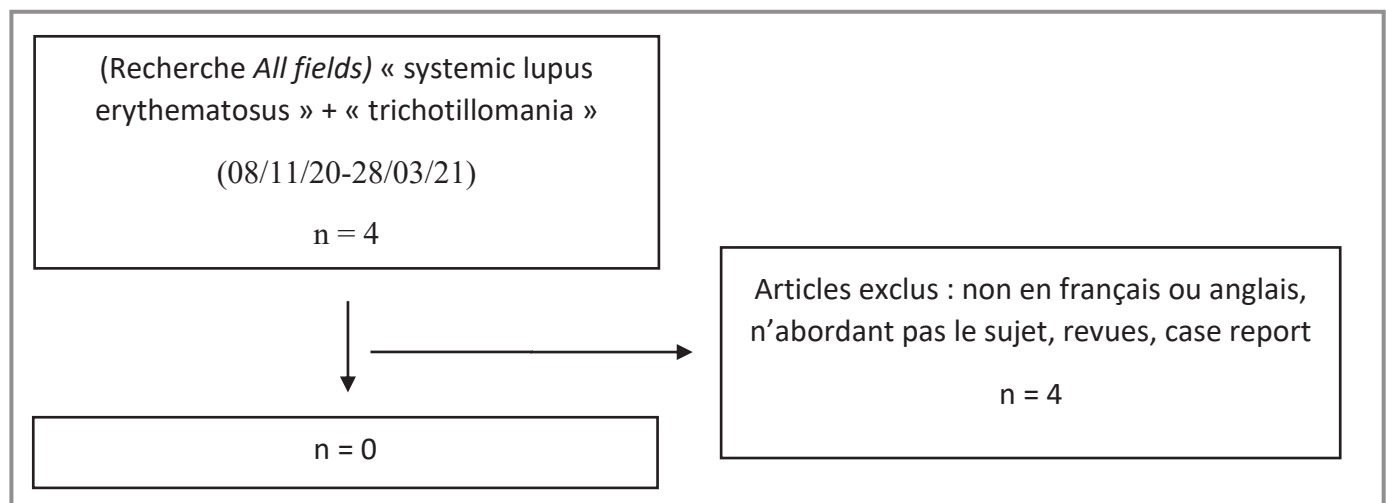 (Recherche All fields) « systemic lupus
erythematosus » + « trichotillomania »
(08/11/20-28/03/21)
n = 4
Articles exclus : non en français ou anglais,
n’abordant pas le sujet, revues, case report
n = 4
n = 0